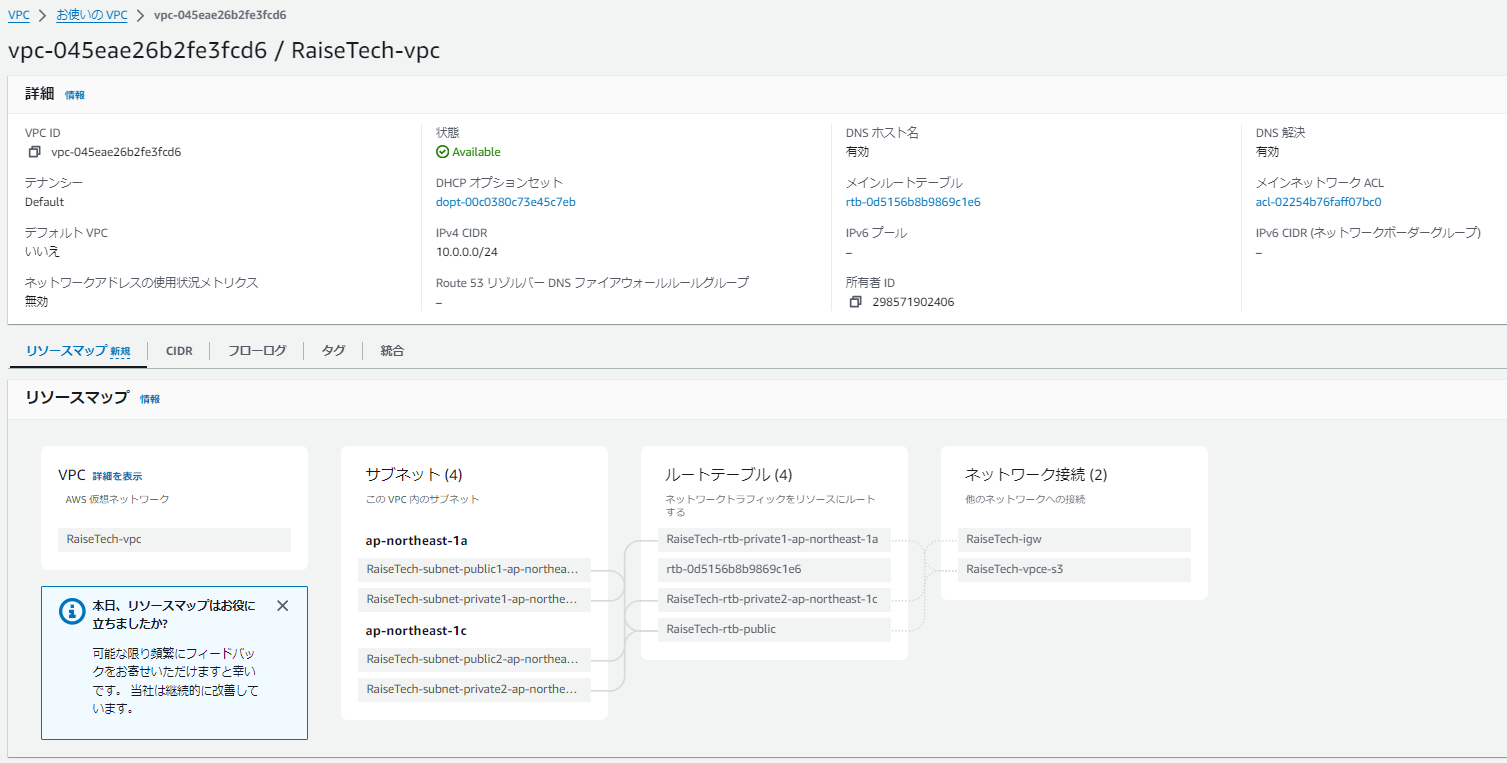 VPC > お使いの VPC > vpc-045eae26b2fe3fcd6
vpc-045eae26b2fe3fcd6 / RaiseTech-vpc
詳細 情報
VPC ID
vpc-045eae26b2fe3fcd6
状態
Available
DNS ホスト名
有効
DNS 解決
有効
テナンシー
Default
DHCP オプションセット
dopt-00c0380c73e45c7eb
メインルートテーブル
rtb-0d5156b8b9869c1e6
メインネットワーク ACL
acl-02254b76faff07bc0
デフォルト VPC
いいえ
IPv4 CIDR
10.0.0.0/24
IPv6 プール
–
IPv6 CIDR (ネットワークボーダーグループ)
–
ネットワークアドレスの使用状況メトリクス
無効
Route 53 リゾルバー DNS ファイアウォールルールグループ
–
所有者 ID
298571902406
リソースマップ 新規
CIDR
フローログ
タグ
統合
リソースマップ 情報
VPC 詳細を表示
AWS 仮想ネットワーク
RaiseTech-vpc
本日、リソースマップはお役に
立ちましたか?
可能な限り頻繁にフィードバッ
クをお寄せいただけますと幸い
です。 当社は継続的に改善して
います。
サブネット (4)
この VPC 内のサブネット
ap-northeast-1a
RaiseTech-subnet-public1-ap-northea...
RaiseTech-subnet-private1-ap-northe...
ap-northeast-1c
RaiseTech-subnet-public2-ap-northea...
RaiseTech-subnet-private2-ap-northe...
ルートテーブル (4)
ネットワークトラフィックをリソースにルート
する
RaiseTech-rtb-private1-ap-northeast-1a
rtb-0d5156b8b9869c1e6
RaiseTech-rtb-private2-ap-northeast-1c
RaiseTech-rtb-public
ネットワーク接続 (2)
他のネットワークへの接続
RaiseTech-igw
RaiseTech-vpce-s3